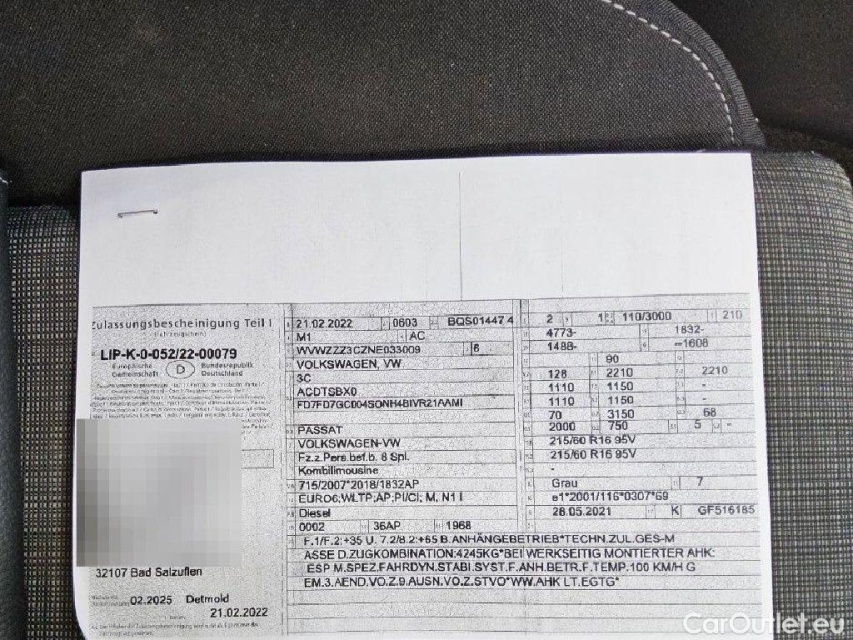 Zulassungsbescheinigung Teil I
LIP-K-0-052/22-00079
Europäische Gemeinschaft D Bundesrepublik Deutschland
32107 Bad Salzuflen
02.2025 Detmold
21.02.2022
21.02.2022 0603 BQS01447 4
M1 AC
WVWZZZ3CZNE033009 6
VOLKSWAGEN, VW
3C
ACDTSBX0
FD7FD7GC004SONH4BIVR21AAMI
PASSAT
VOLKSWAGEN-VW
Fz.z.Pers.bef.b. 8 Spl.
Kombilimousine
715/2007*2018/1832AP
EURO6;WLTP;AP;PI/CI; M, N1 I
Diesel
0002 36AP 1968
2 1 110/3000 210
4773- 1832-
1488- =1608
90
128 2210 2210
1110 1150 -
1110 1150 -
70 3150 68
2000 750 5 -
215/60 R16 95V
215/60 R16 95V
-
Grau 7
e1*2001/116*0307*69
28.05.2021 K GF516185
F.1/F.2:+35 U. 7.2/8.2:+65 B.ANHÄNGEBETRIEB*TECHN.ZUL.GES-M
ASSE D.ZUGKOMBINATION:4245KG*BEI WERKSEITIG MONTIERTER AHK:
ESP M.SPEZ.FAHRDYN.STABI.SYST.F.ANH.BETR.F.TEMP.100 KM/H G
EM.3.AEND.VO.Z.9.AUSN.VO.Z.STVO*WW.AHK LT.EGTG*
CarOutlet.eu